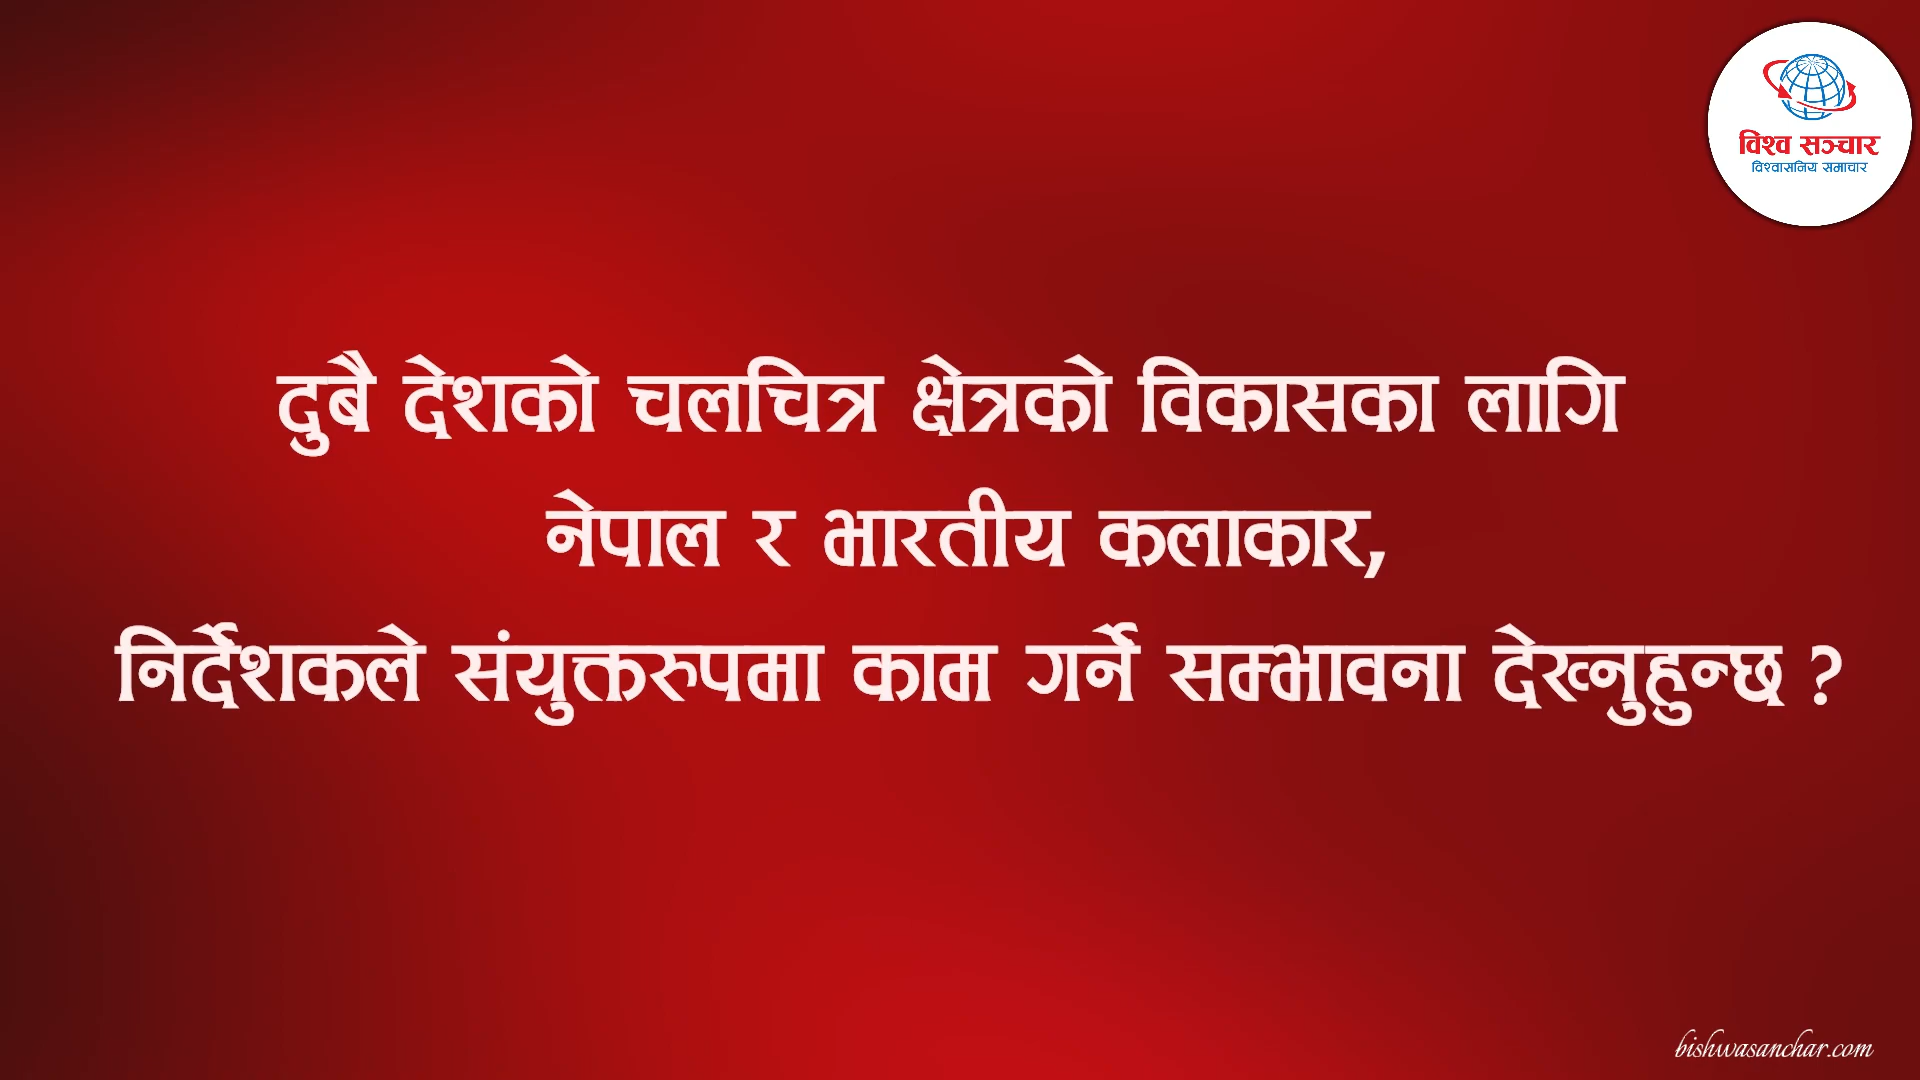 विश्व सञ्चार
विश्वासनिय समाचार
दुबै देशको चलचित्र क्षेत्रको विकासका लागि
नेपाल र भारतीय कलाकार,
निर्देशकले संयुक्तरुपमा काम गर्ने सम्भावना देख्नुहुन्छ ?
bishwasanchar.com